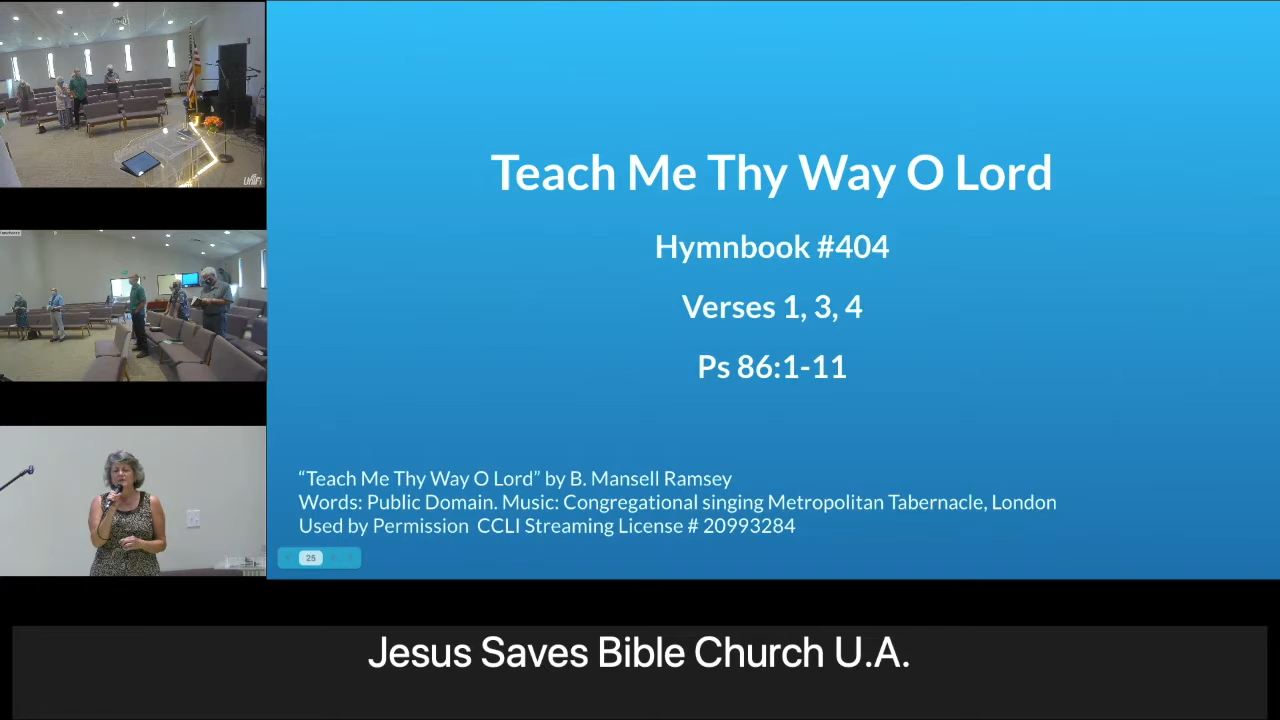 UniFi
Teach Me Thy Way O Lord
Hymnbook #404
Verses 1, 3, 4
Ps 86:1-11
“Teach Me Thy Way O Lord” by B. Mansell Ramsey
Words: Public Domain. Music: Congregational singing Metropolitan Tabernacle, London
Used by Permission CCLI Streaming License # 20993284
25
Jesus Saves Bible Church U.A.